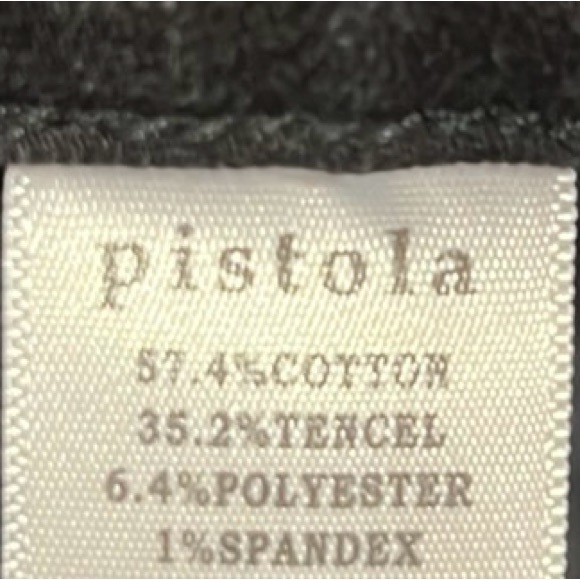 pistola
57.4%COTTON
35.2%TENCEL
6.4%POLYESTER
1%SPANDEX